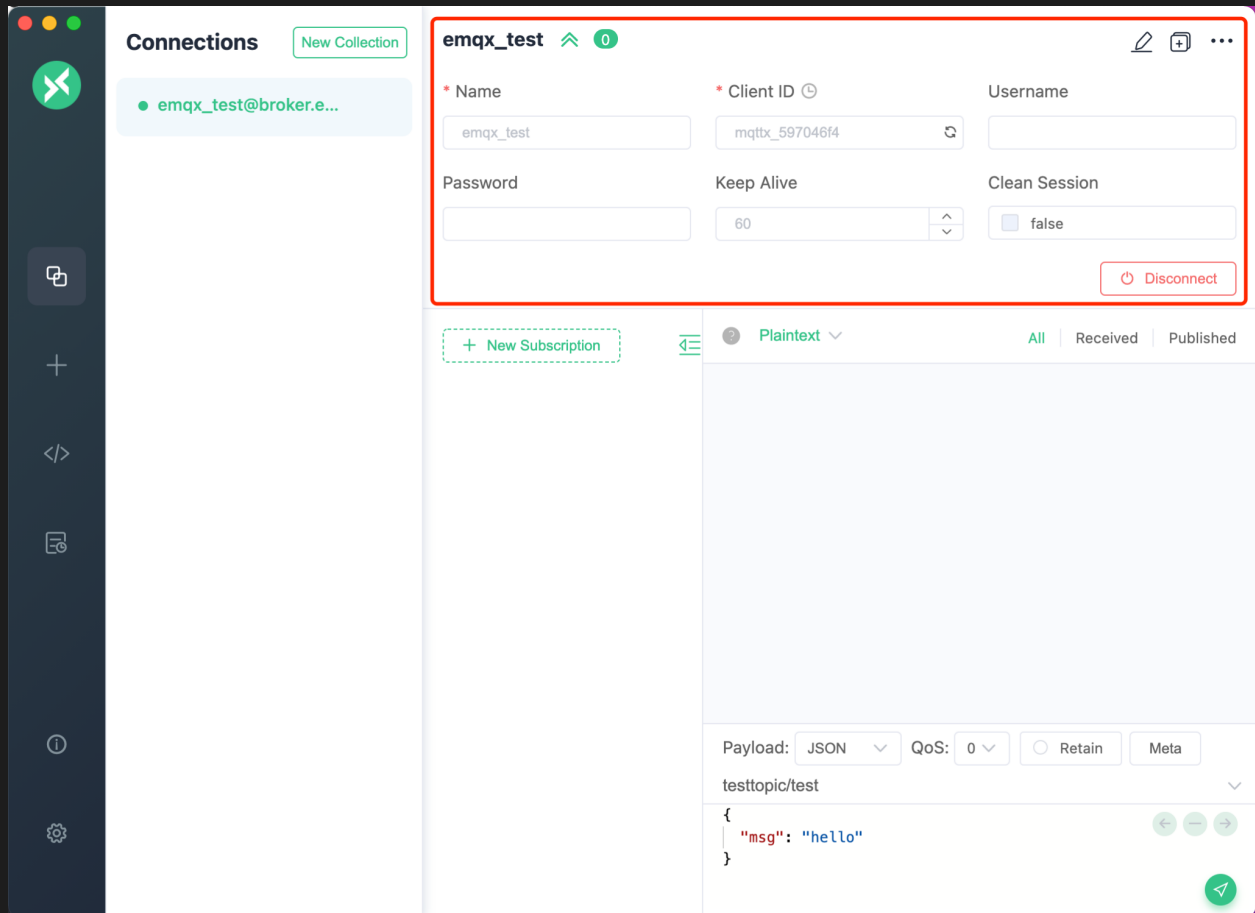 Connections
New Collection
emqx_test@broker.e...
emqx_test
0
* Name
* Client ID
Username
emqx_test
mqttx_597046f4
Password
Keep Alive
Clean Session
60
false
Disconnect
+ New Subscription
? Plaintext
All
Received
Published
Payload: JSON
QoS: 0
Retain
Meta
testtopic/test
{
"msg": "hello"
}